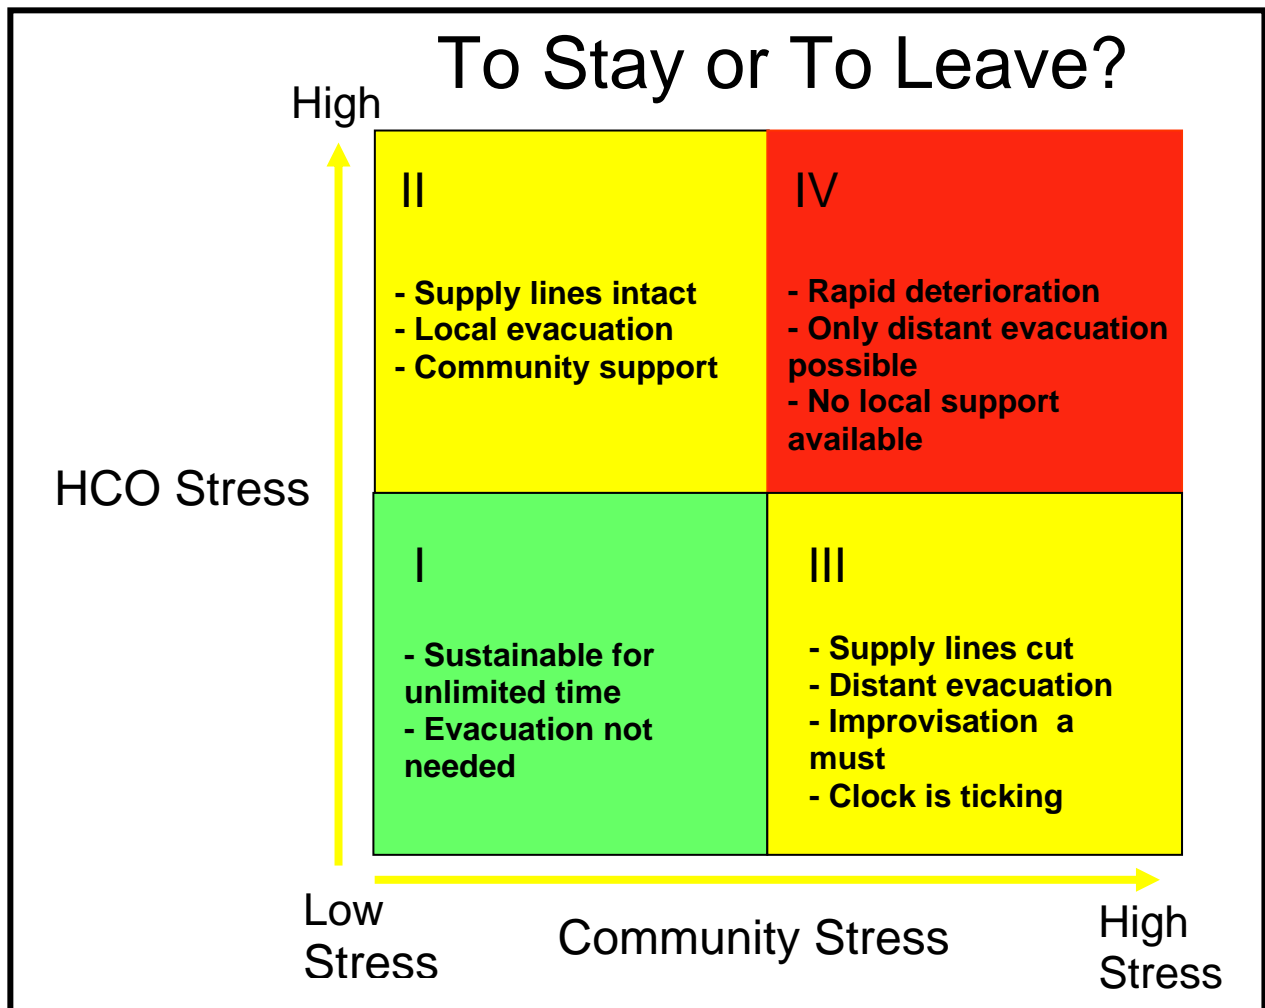 To Stay or To Leave?
High
II
- Supply lines intact
- Local evacuation
- Community support
IV
- Rapid deterioration
- Only distant evacuation
possible
- No local support
available
HCO Stress
I
- Sustainable for
unlimited time
- Evacuation not
needed
III
- Supply lines cut
- Distant evacuation
- Improvisation  a
must
- Clock is ticking
Low
Stress
Community Stress
High
Stress